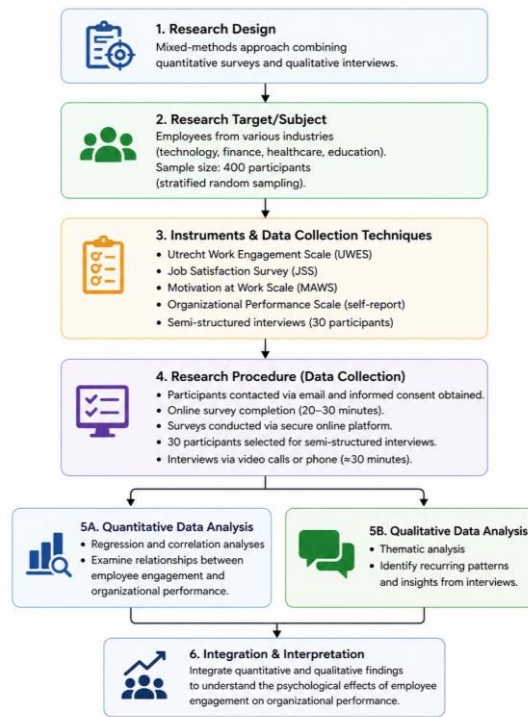 1. Research Design
Mixed-methods approach combining
quantitative surveys and qualitative interviews.
2. Research Target/Subject
Employees from various industries
(technology, finance, healthcare, education).
Sample size: 400 participants
(stratified random sampling).
3. Instruments & Data Collection Techniques
• Utrecht Work Engagement Scale (UWES)
• Job Satisfaction Survey (JSS)
• Motivation at Work Scale (MAWS)
• Organizational Performance Scale (self-report)
• Semi-structured interviews (30 participants)
4. Research Procedure (Data Collection)
• Participants contacted via email and informed consent obtained.
• Online survey completion (20–30 minutes).
• Surveys conducted via secure online platform.
• 30 participants selected for semi-structured interviews.
• Interviews via video calls or phone (≈30 minutes).
5A. Quantitative Data Analysis
• Regression and correlation analyses
• Examine relationships between
employee engagement and
organizational performance.
5B. Qualitative Data Analysis
• Thematic analysis
• Identify recurring patterns
and insights from interviews.
6. Integration & Interpretation
Integrate quantitative and qualitative findings
to understand the psychological effects of employee
engagement on organizational performance.